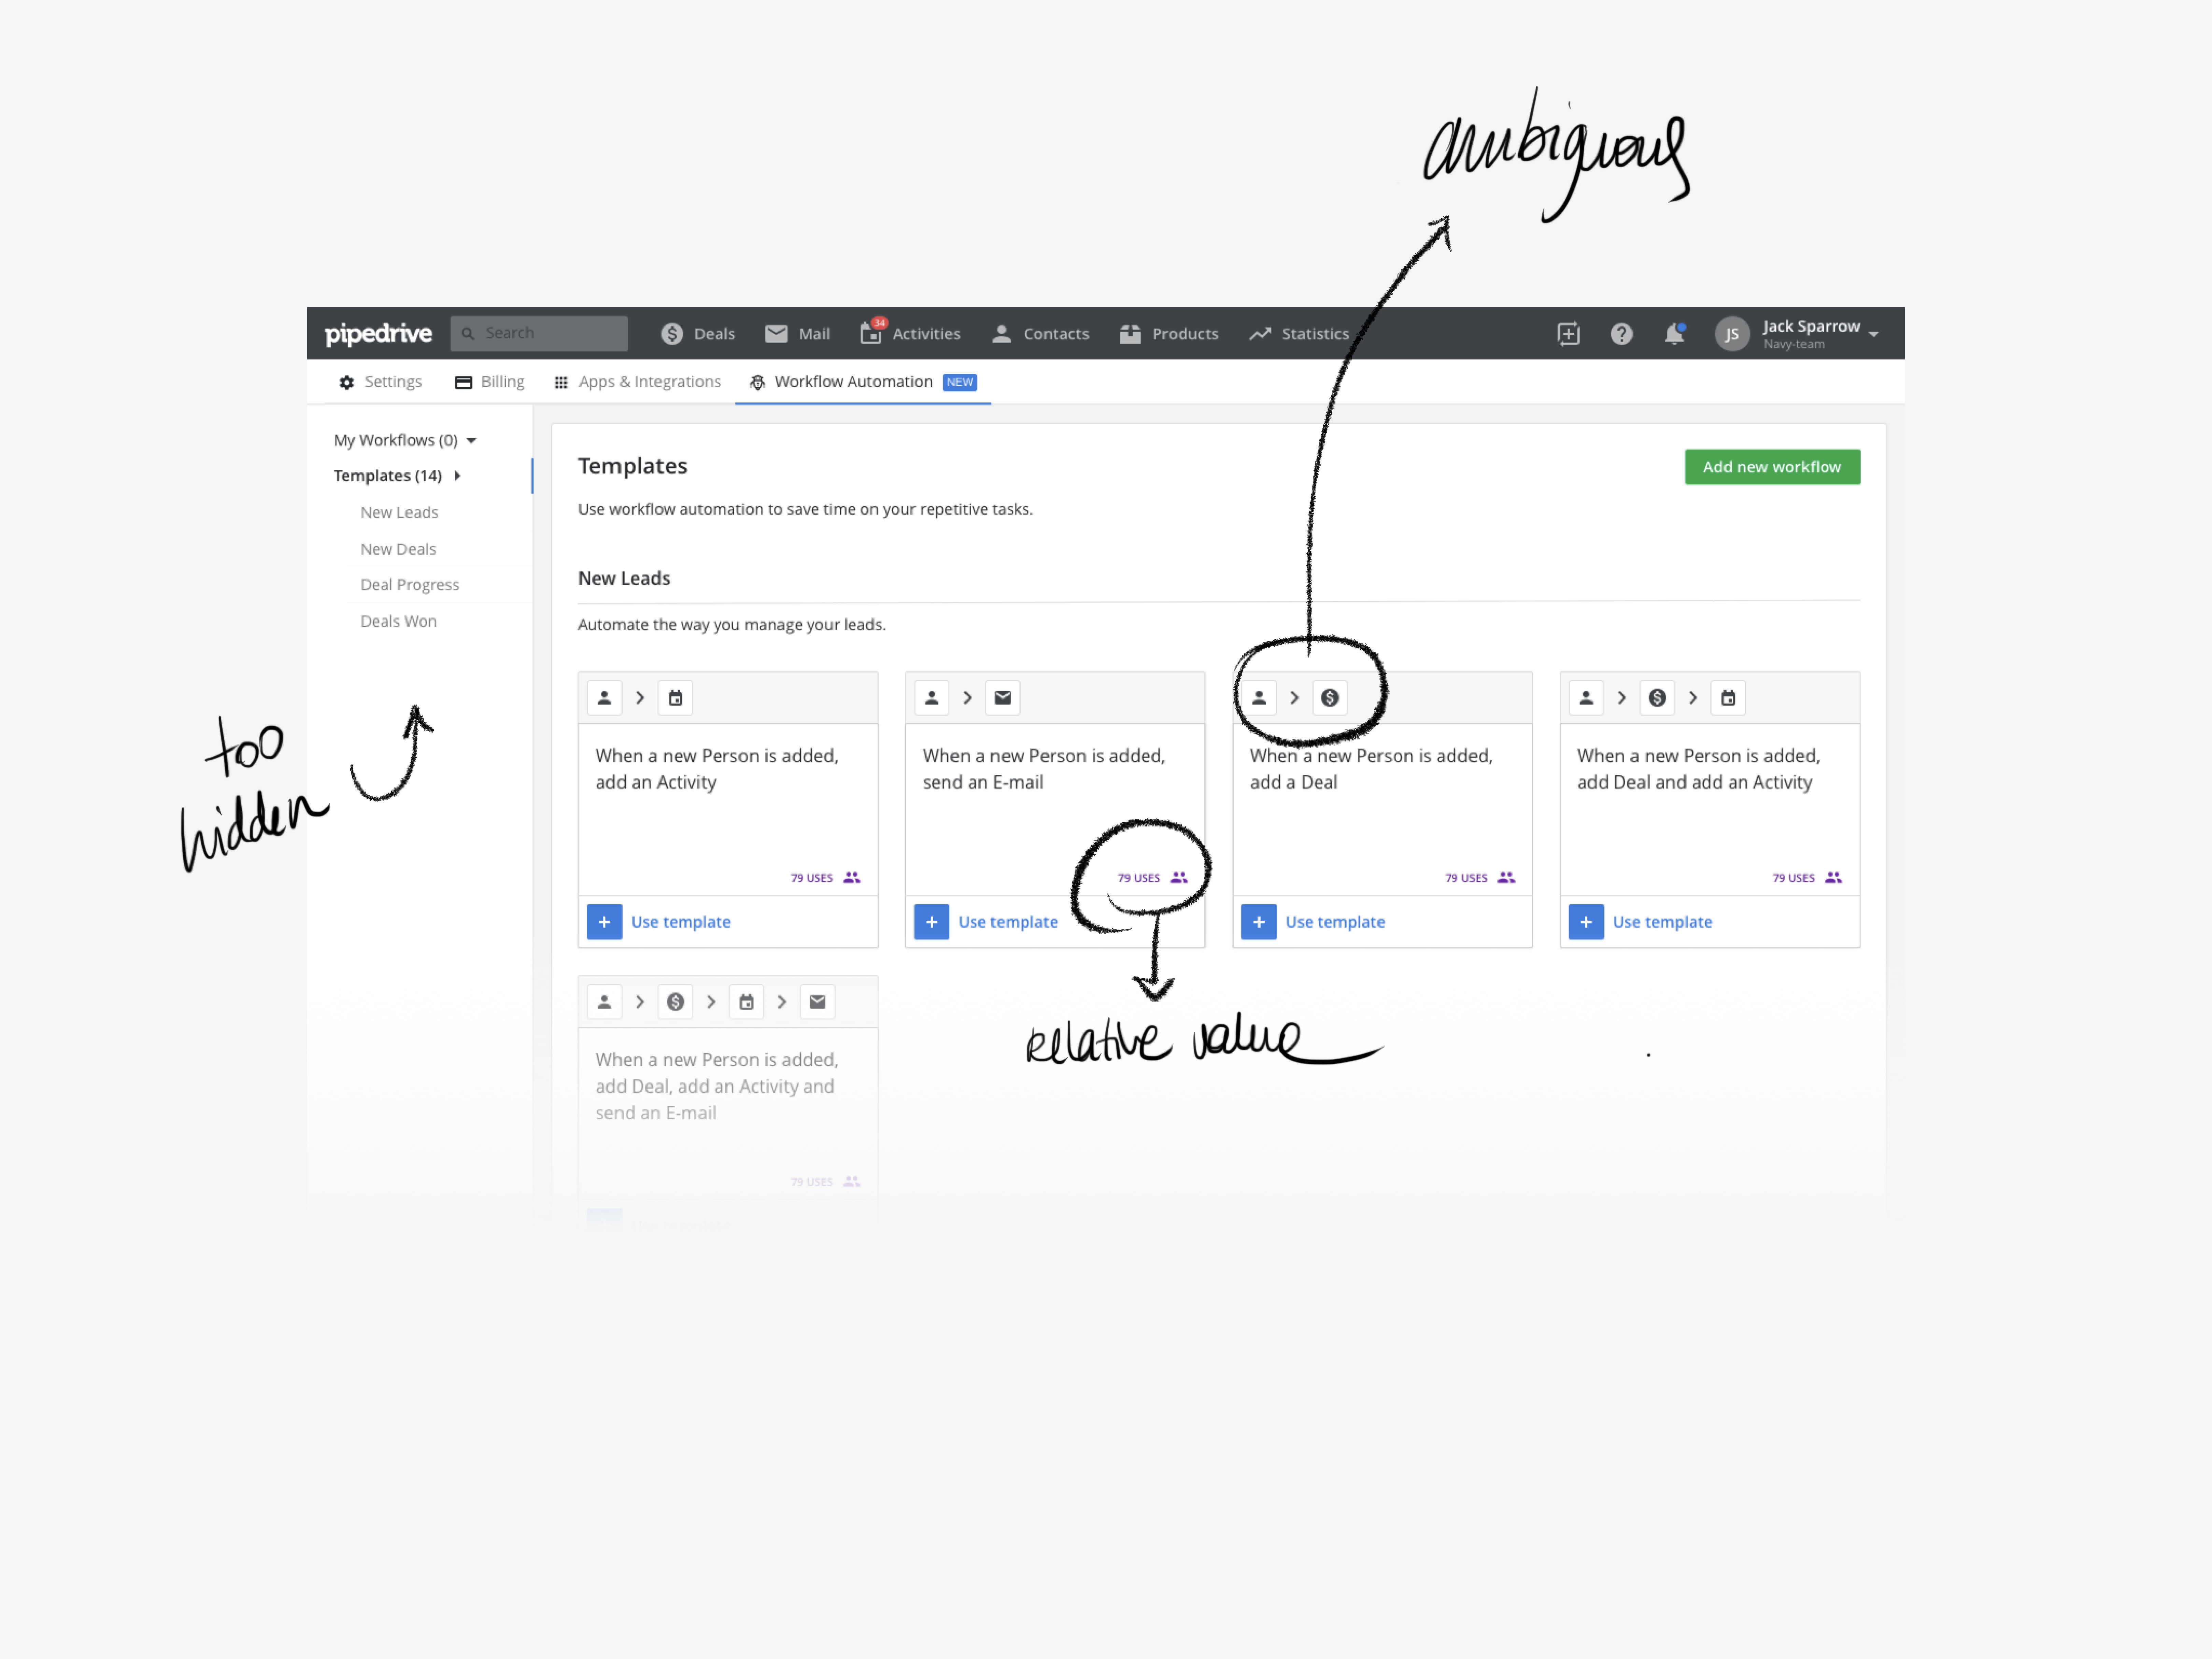 ambiguous
pipedrive
Search
Deals
Mail
34
Activities
Contacts
Products
Statistics
JS
Jack Sparrow
Navy-team
Settings
Billing
Apps & Integrations
Workflow Automation
NEW
My Workflows (0)
Templates (14)
New Leads
New Deals
Deal Progress
Deals Won
too
hidden
Templates
Add new workflow
Use workflow automation to save time on your repetitive tasks.
New Leads
Automate the way you manage your leads.
When a new Person is added,
add an Activity
79 USES
Use template
When a new Person is added,
send an E-mail
79 USES
Use template
When a new Person is added,
add a Deal
79 USES
Use template
When a new Person is added,
add Deal and add an Activity
79 USES
Use template
relative value
When a new Person is added,
add Deal, add an Activity and
send an E-mail
79 USES